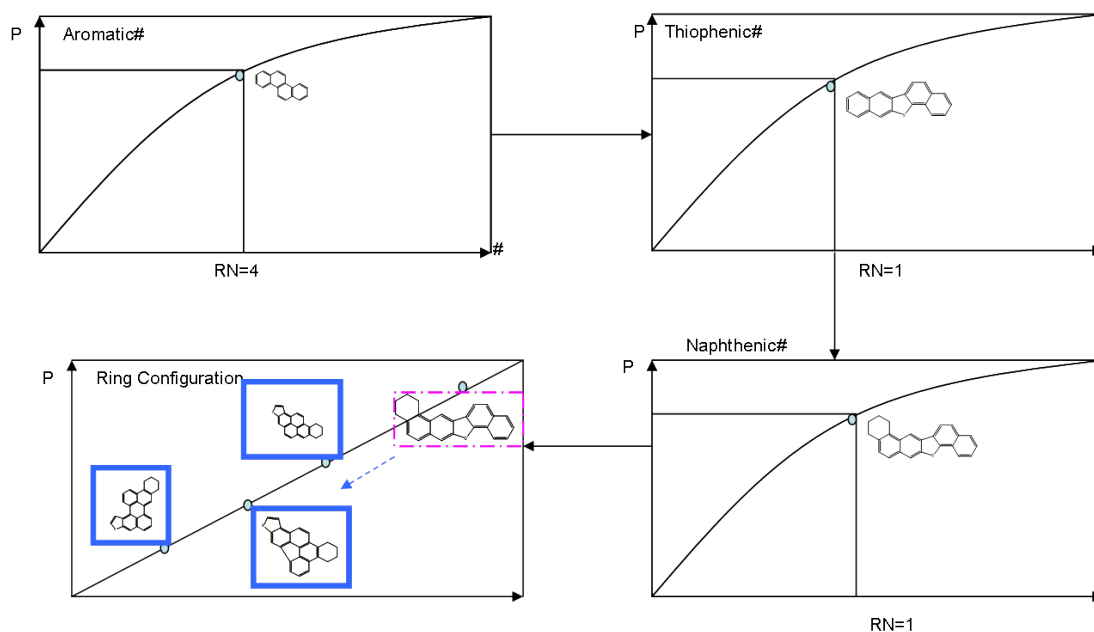 P
Aromatic#
#
RN=4
P
Thiophenic#
RN=1
P
Ring Configuration
Naphthenic#
P
RN=1